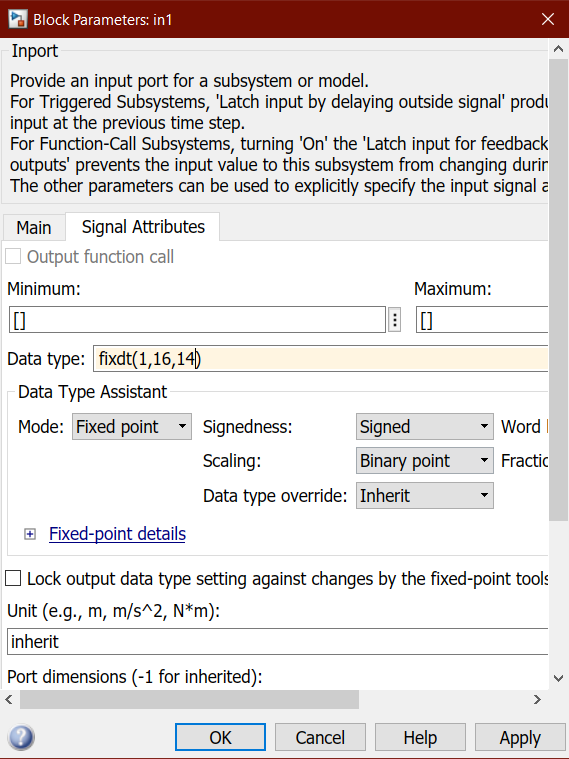 Block Parameters: in1
Inport
Provide an input port for a subsystem or model.
For Triggered Subsystems, 'Latch input by delaying outside signal' produ
input at the previous time step.
For Function-Call Subsystems, turning 'On' the 'Latch input for feedback
outputs' prevents the input value to this subsystem from changing durin
The other parameters can be used to explicitly specify the input signal a
Main Signal Attributes
Output function call
Minimum: Maximum:
[] []
Data type: fixdt(1,16,14)
Data Type Assistant
Mode: Fixed point Signedness: Signed Word
Scaling: Binary point Fractic
Data type override: Inherit
Fixed-point details
Lock output data type setting against changes by the fixed-point tools
Unit (e.g., m, m/s^2, N*m):
inherit
Port dimensions (-1 for inherited):
OK Cancel Help Apply